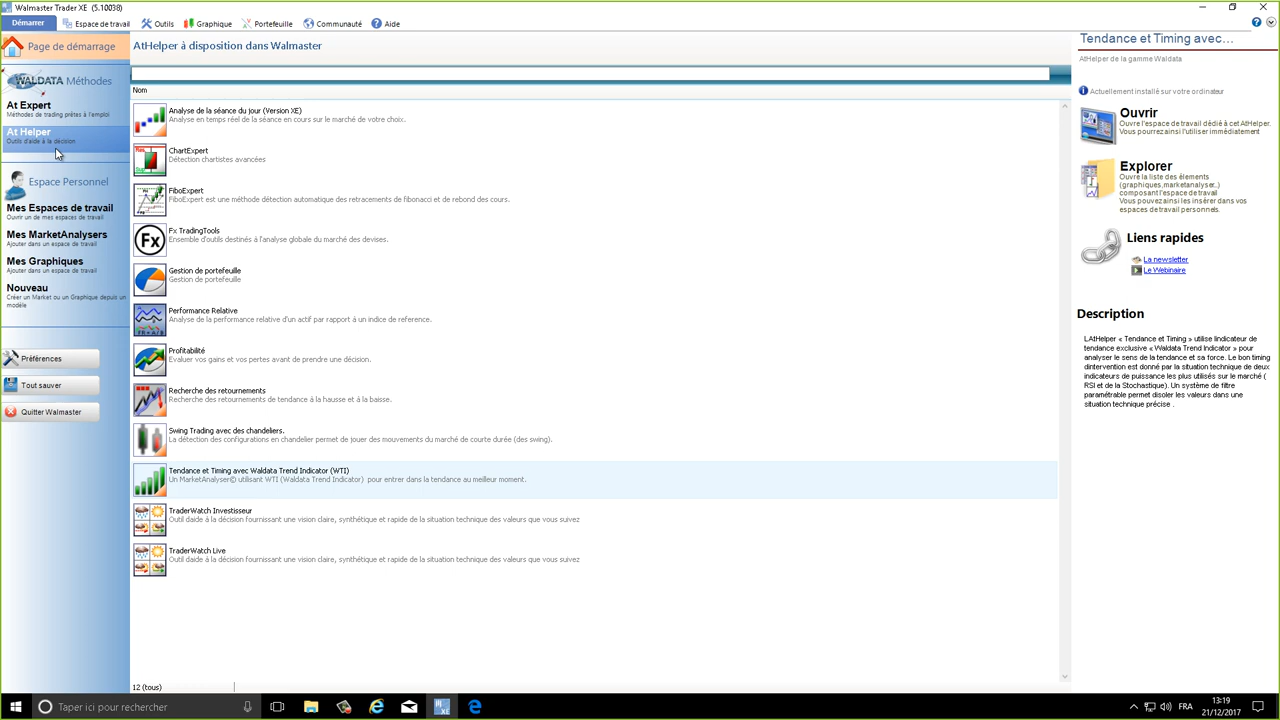 Walmaster Trader XE (5.10038)
Démarrer
Espace de travail
Outils
Graphique
Portefeuille
Communauté
Aide
Page de démarrage
WALDATA Méthodes
At Expert
Méthodes de trading prêtes à l'emploi
At Helper
Outils d'aide à la décision
Espace Personnel
Mes Espaces de travail
Ouvrir un de mes espaces de travail
Mes MarketAnalysers
Ajouter dans un espace de travail
Mes Graphiques
Ajouter dans un espace de travail
Nouveau
Créer un Market ou un Graphique depuis un
modèle
Préférences
Tout sauver
Quitter Walmaster
AtHelper à disposition dans Walmaster
Nom
Analyse de la séance du jour (Version XE)
Analyse en temps réel de la séance en cours sur le marché de votre choix.
ChartExpert
Détection chartistes avancées
FiboExpert
FiboExpert est une méthode détection automatique des retracements de fibonacci et de rebond des cours.
Fx
Fx TradingTools
Ensemble d'outils destinés à l'analyse globale du marché des devises.
Gestion de portefeuille
Gestion de portefeuille
Performance Relative
Analyse de la performance relative d'un actif par rapport à un indice de reference.
Profitabilité
Evaluer vos gains et vos pertes avant de prendre une décision.
Recherche des retournements
Recherche des retournements de tendance à la hausse et à la baisse.
Swing Trading avec des chandeliers.
La détection des configurations en chandelier permet de jouer des mouvements du marché de courte durée (des swing).
Tendance et Timing avec Waldata Trend Indicator (WTI)
Un MarketAnalyser© utilisant WTI (Waldata Trend Indicator) pour entrer dans la tendance au meilleur moment.
TraderWatch Investisseur
Outil daide à la décision fournissant une vision claire, synthétique et rapide de la situation technique des valeurs que vous suivez
TraderWatch Live
Outil daide à la décision fournissant une vision claire, synthétique et rapide de la situation technique des valeurs que vous suivez
12 (tous)
Tendance et Timing avec...
AtHelper de la gamme Waldata
Actuellement installé sur votre ordinateur
Ouvrir
Ouvre l'espace de travail dédié à cet AtHelper.
Vous pourrez ainsi l'utiliser immédiatement
Explorer
Ouvre la liste des élements
(graphiques,marketanalyser..)
composant l'espace de travail
Vous pouvez ainsi les insérer dans vos
espaces de travail personnels.
Liens rapides
La newsletter
Le Webinaire
Description
LAtHelper « Tendance et Timing » utilise lindicateur de
tendance exclusive « Waldata Trend Indicator » pour
analyser le sens de la tendance et sa force. Le bon timing
dintervention est donné par la situation technique de deux
indicateurs de puissance les plus utilisés sur le marché (
RSI et de la Stochastique). Un système de filtre
paramétrable permet disoler les valeurs dans une
situation technique précise .
Taper ici pour rechercher
FRA
13:19
21/12/2017